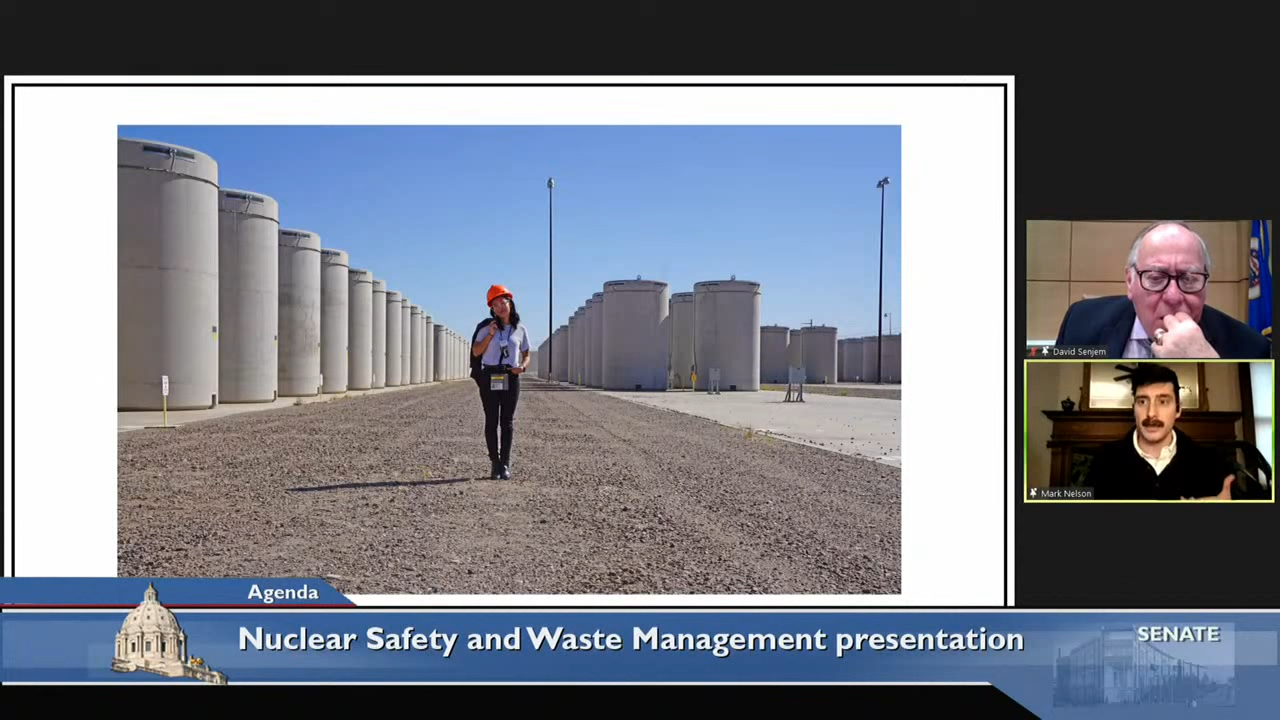 David Senjem
Mark Nelson
Agenda
Nuclear Safety and Waste Management presentation
SENATE